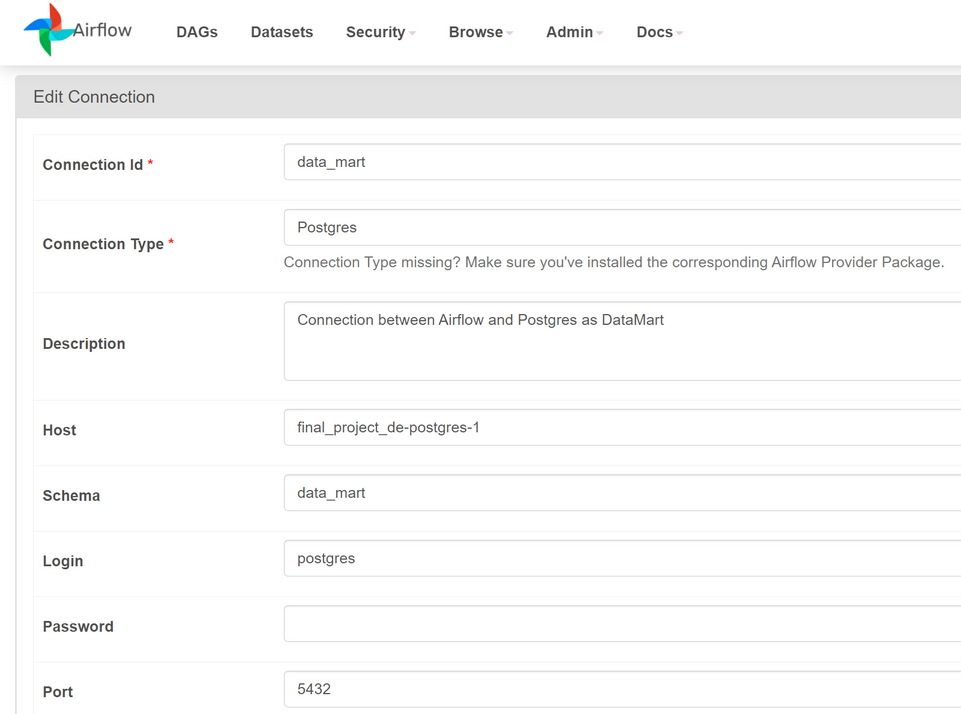 Airflow DAGs Datasets Security Browse Admin Docs
Edit Connection
Connection Id * data_mart
Connection Type * Postgres
Connection Type missing? Make sure you've installed the corresponding Airflow Provider Package.
Description Connection between Airflow and Postgres as DataMart
Host final_project_de-postgres-1
Schema data_mart
Login postgres
Password
Port 5432